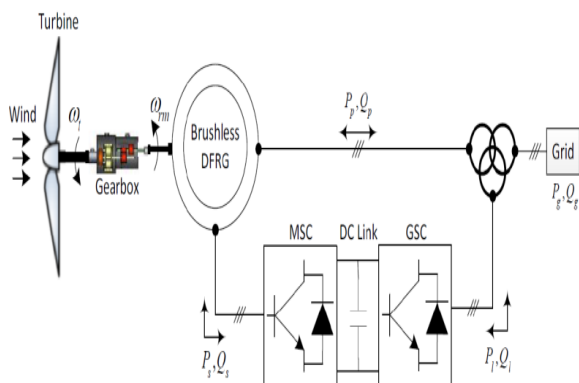 Turbine
Wind
ω_t
Gearbox
ω_rm
Brushless
DFRG
P_p, Q_p
Grid
P_g, Q_g
MSC
DC Link
GSC
P_s, Q_s
P_l, Q_l